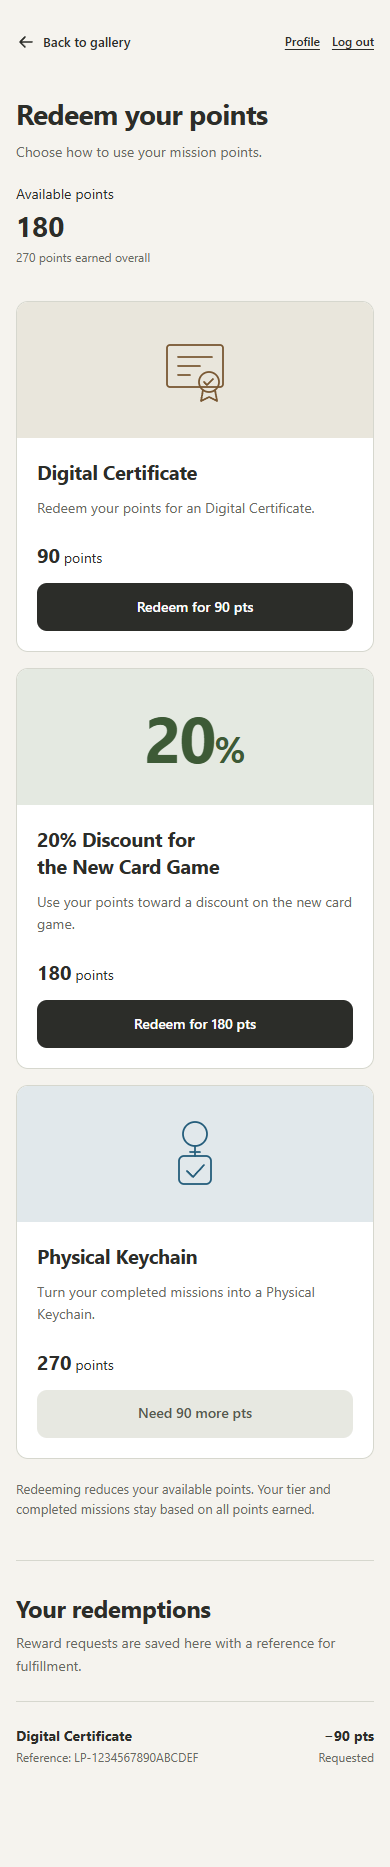 Back to gallery
Profile
Log out
Redeem your points
Choose how to use your mission points.
Available points
180
270 points earned overall
Digital Certificate
Redeem your points for an Digital Certificate.
90 points
Redeem for 90 pts
20%
20% Discount for
the New Card Game
Use your points toward a discount on the new card
game.
180 points
Redeem for 180 pts
Physical Keychain
Turn your completed missions into a Physical
Keychain.
270 points
Need 90 more pts
Redeeming reduces your available points. Your tier and
completed missions stay based on all points earned.
Your redemptions
Reward requests are saved here with a reference for
fulfillment.
Digital Certificate
−90 pts
Reference: LP-1234567890ABCDEF
Requested